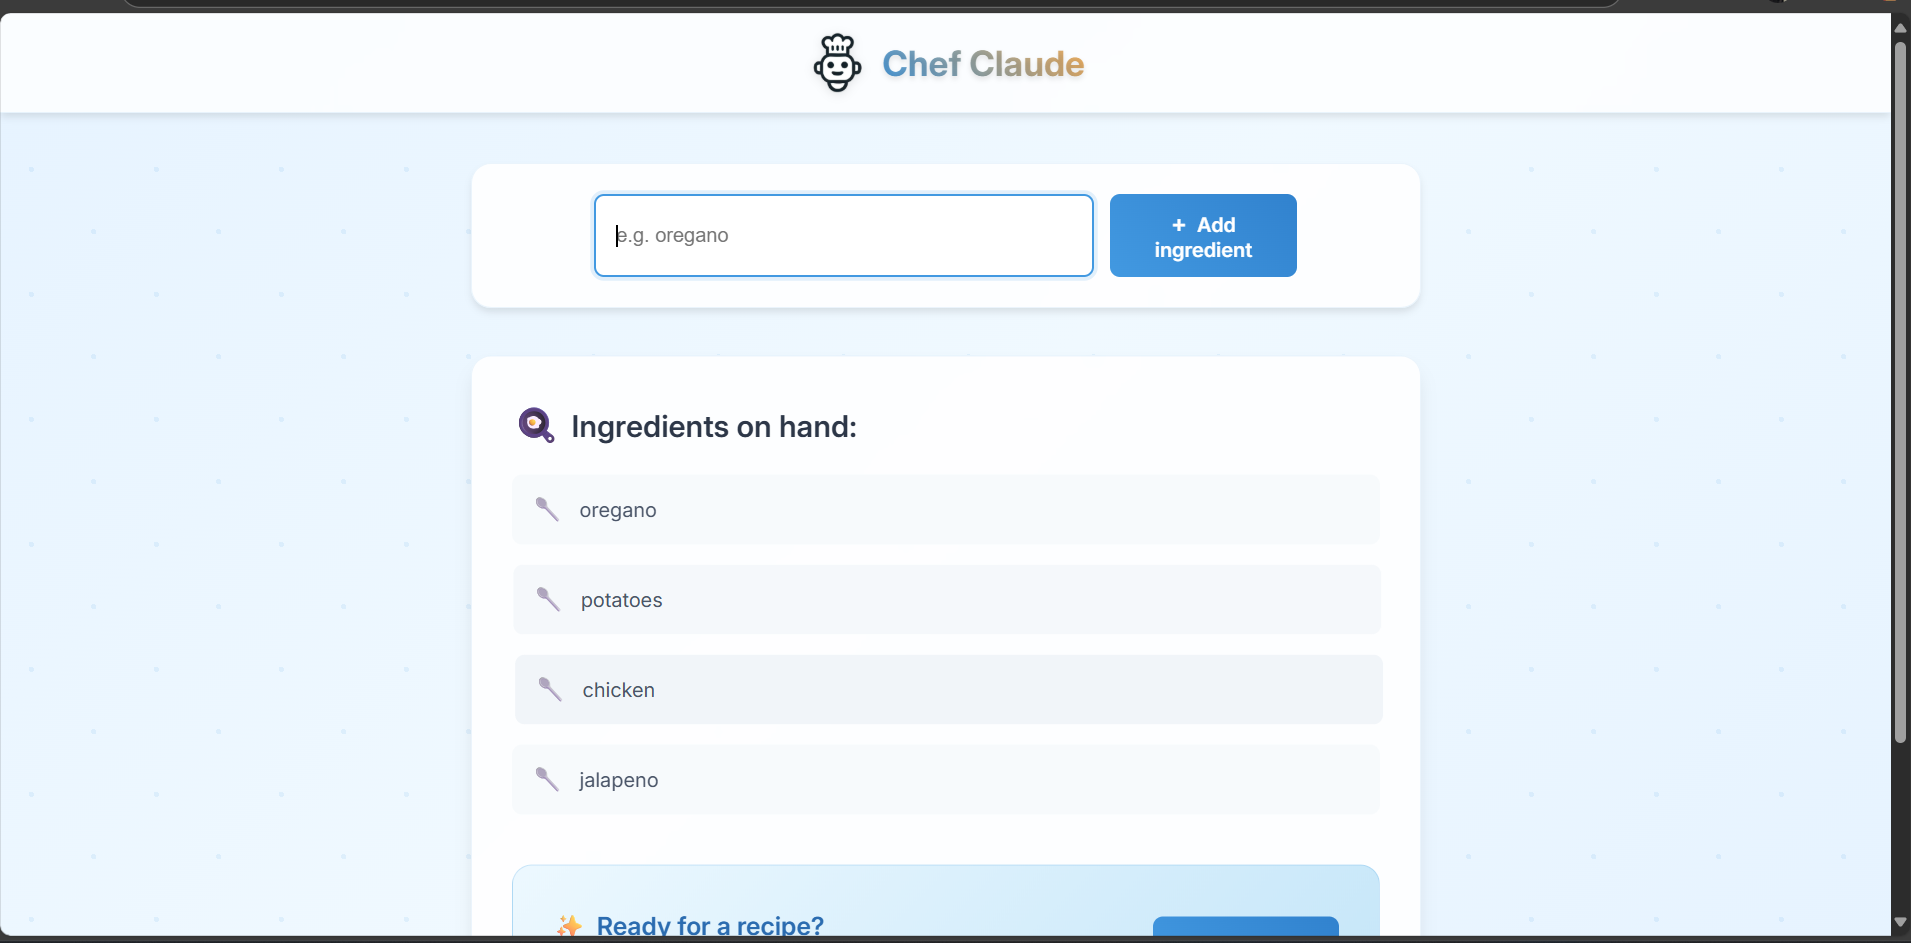 Chef Claude
e.g. oregano
+ Add
ingredient
Ingredients on hand:
oregano
potatoes
chicken
jalapeno
Ready for a recipe?